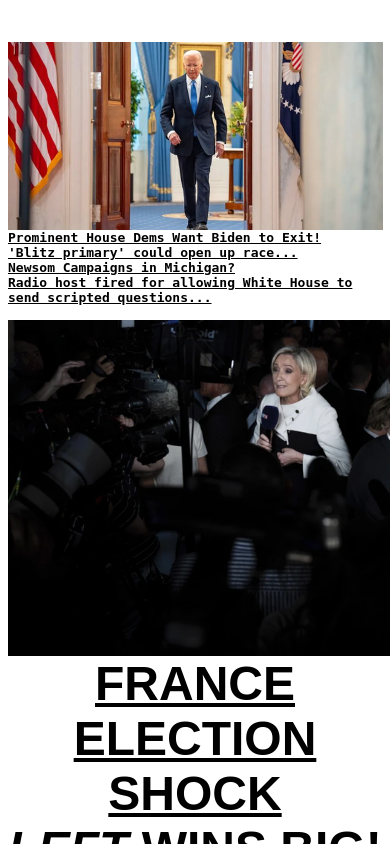 Prominent House Dems Want Biden to Exit!
'Blitz primary' could open up race...
Newsom Campaigns in Michigan?
Radio host fired for allowing White House to
send scripted questions...
FRANCE
ELECTION
SHOCK
LEFT WINS BIG!